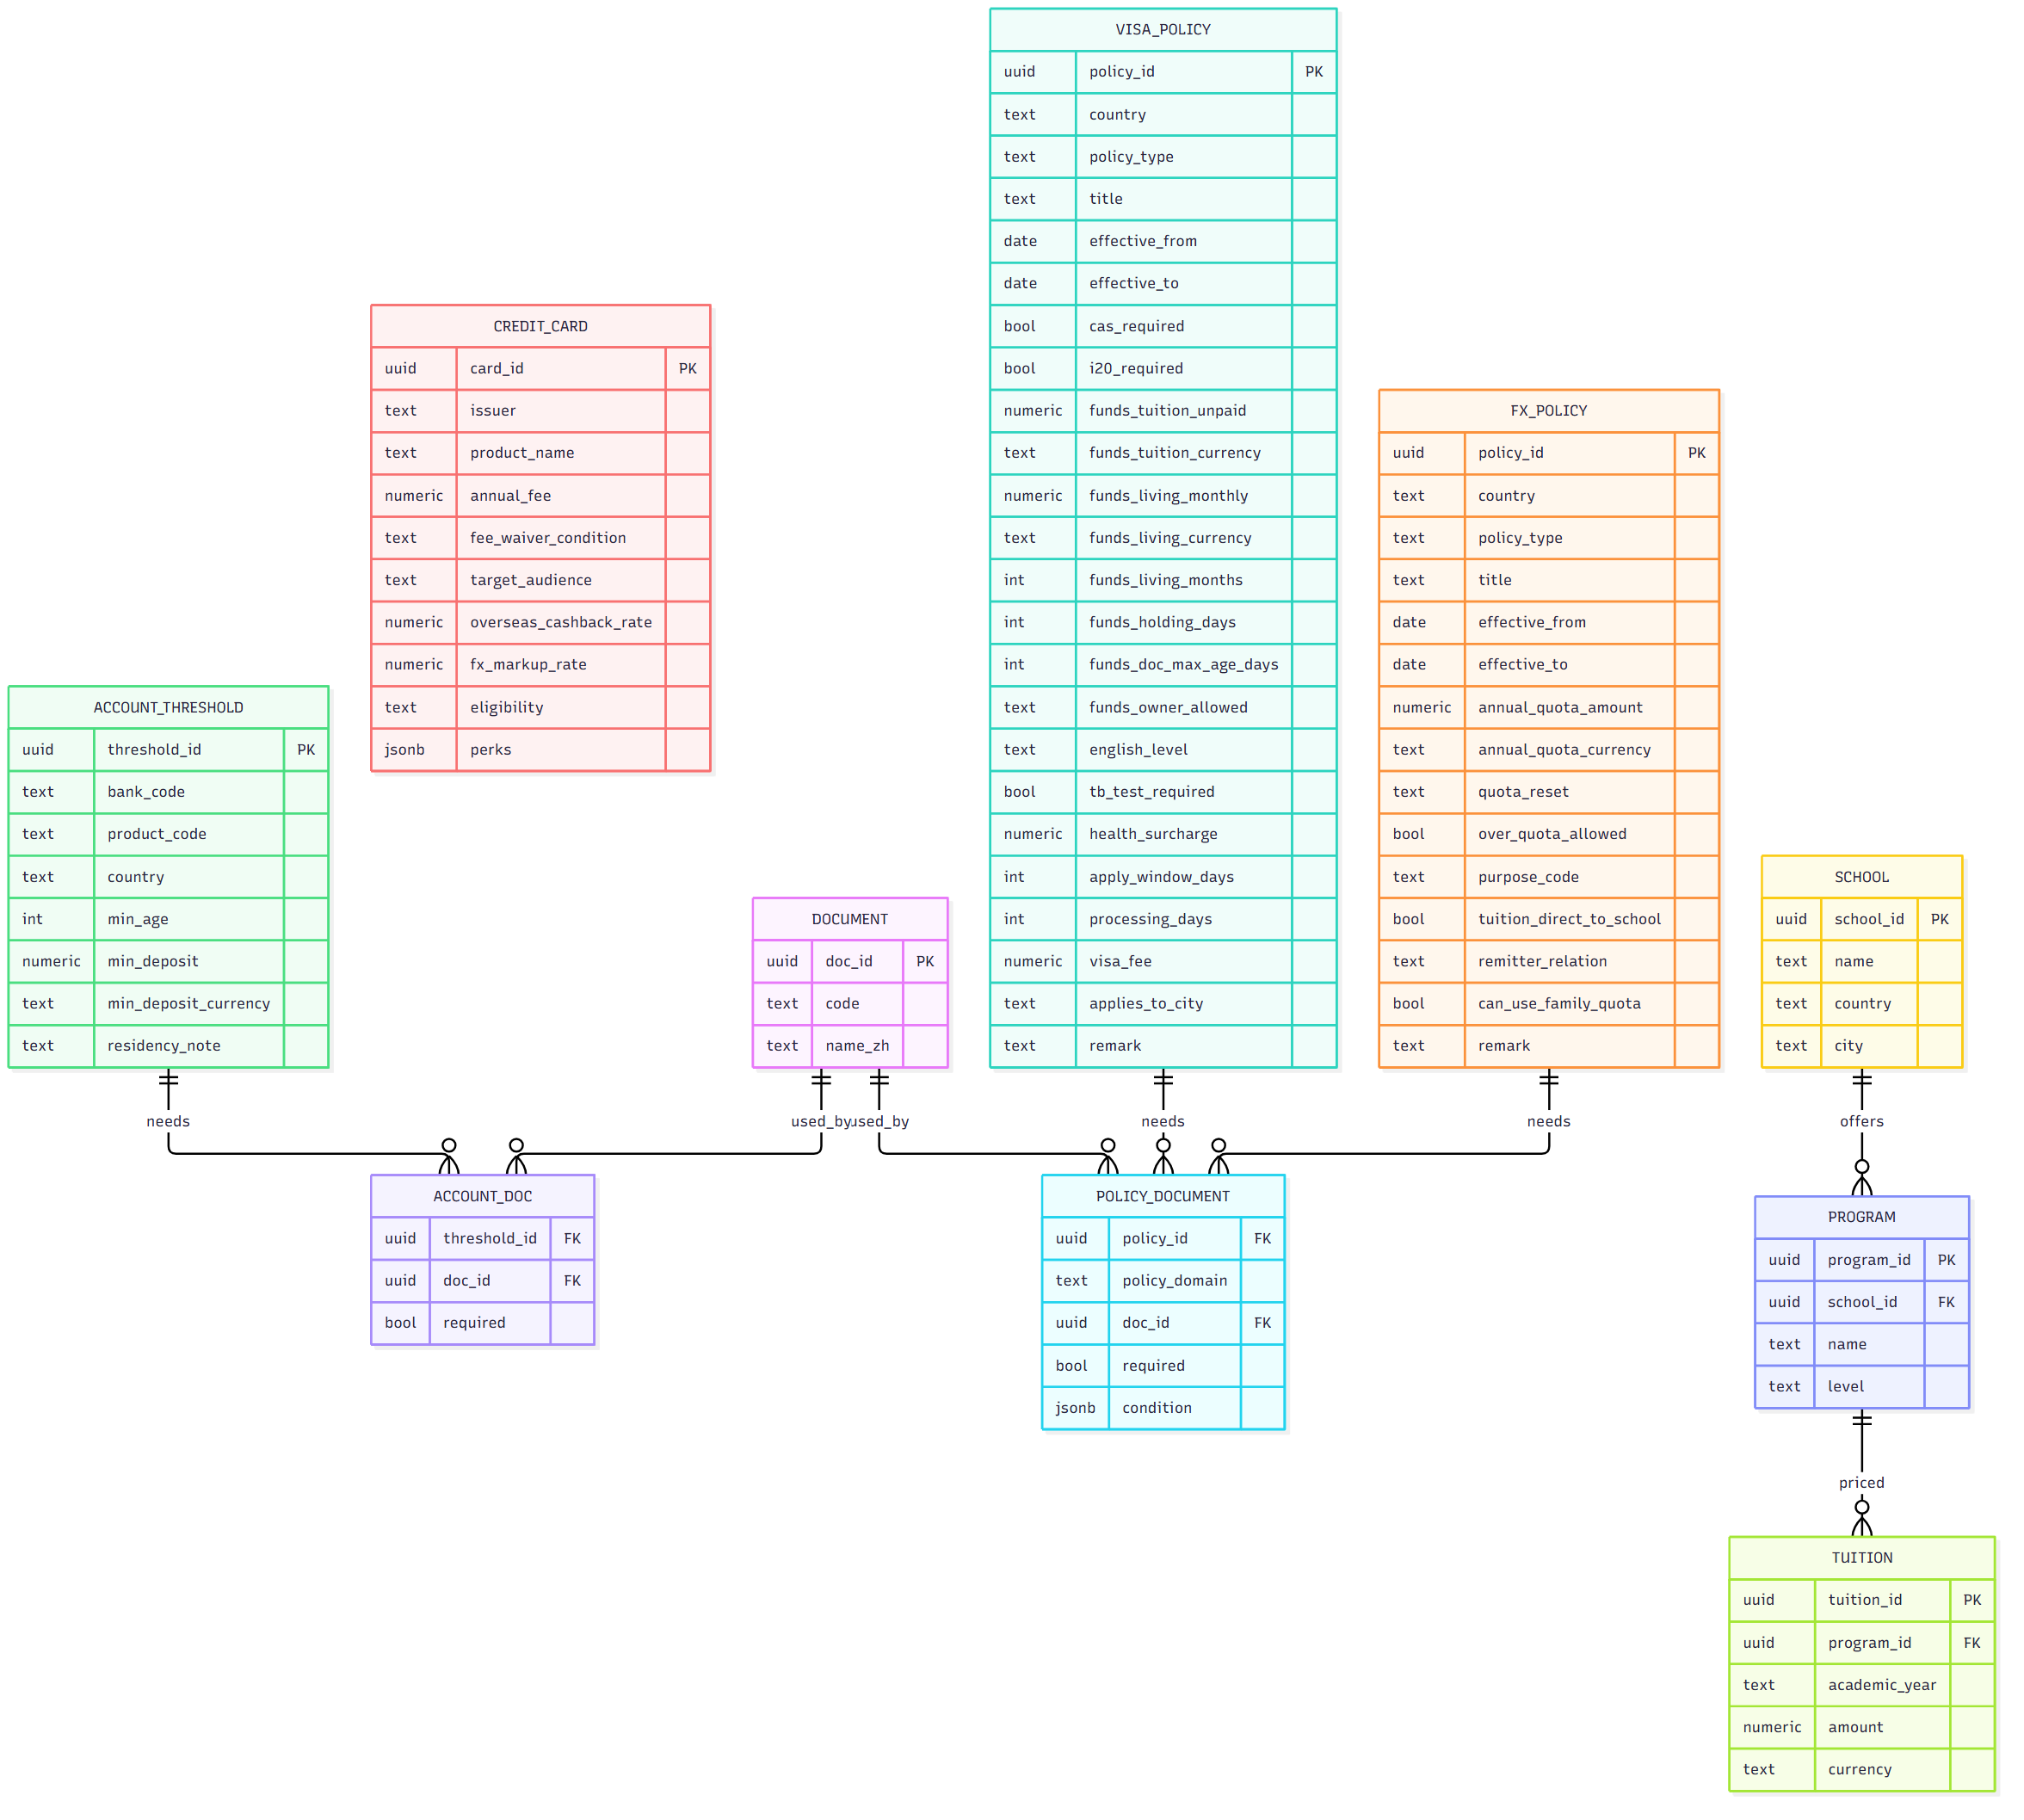 VISA_POLICY
uuid policy_id PK
text country
text policy_type
text title
date effective_from
date effective_to
bool cas_required
bool i20_required
numeric funds_tuition_unpaid
text funds_tuition_currency
numeric funds_living_monthly
text funds_living_currency
int funds_living_months
int funds_holding_days
int funds_doc_max_age_days
text funds_owner_allowed
text english_level
bool tb_test_required
numeric health_surcharge
int apply_window_days
int processing_days
numeric visa_fee
text applies_to_city
text remark
CREDIT_CARD
uuid card_id PK
text issuer
text product_name
numeric annual_fee
text fee_waiver_condition
text target_audience
numeric overseas_cashback_rate
numeric fx_markup_rate
text eligibility
jsonb perks
FX_POLICY
uuid policy_id PK
text country
text policy_type
text title
date effective_from
date effective_to
numeric annual_quota_amount
text annual_quota_currency
text quota_reset
bool over_quota_allowed
text purpose_code
bool tuition_direct_to_school
text remitter_relation
bool can_use_family_quota
text remark
ACCOUNT_THRESHOLD
uuid threshold_id PK
text bank_code
text product_code
text country
int min_age
numeric min_deposit
text min_deposit_currency
text residency_note
DOCUMENT
uuid doc_id PK
text code
text name_zh
SCHOOL
uuid school_id PK
text name
text country
text city
needs
used_by
used_by
needs
needs
offers
ACCOUNT_DOC
uuid threshold_id FK
uuid doc_id FK
bool required
POLICY_DOCUMENT
uuid policy_id FK
text policy_domain
uuid doc_id FK
bool required
jsonb condition
PROGRAM
uuid program_id PK
uuid school_id FK
text name
text level
priced
TUITION
uuid tuition_id PK
uuid program_id FK
text academic_year
numeric amount
text currency